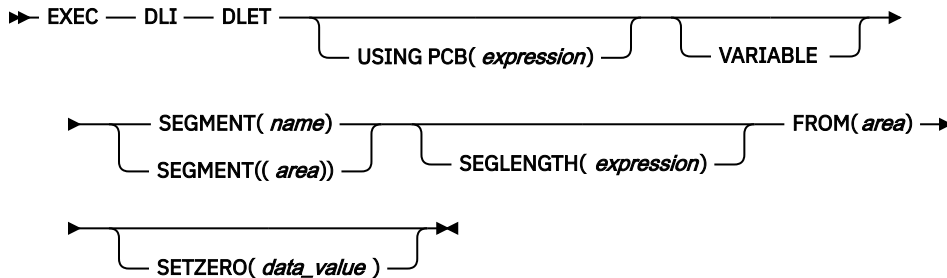 EXEC DLI DLET
USING PCB( expression)
VARIABLE
SEGMENT( name)
SEGMENT(( area))
SEGLENGTH( expression)
FROM( area)
SETZERO( data_value )